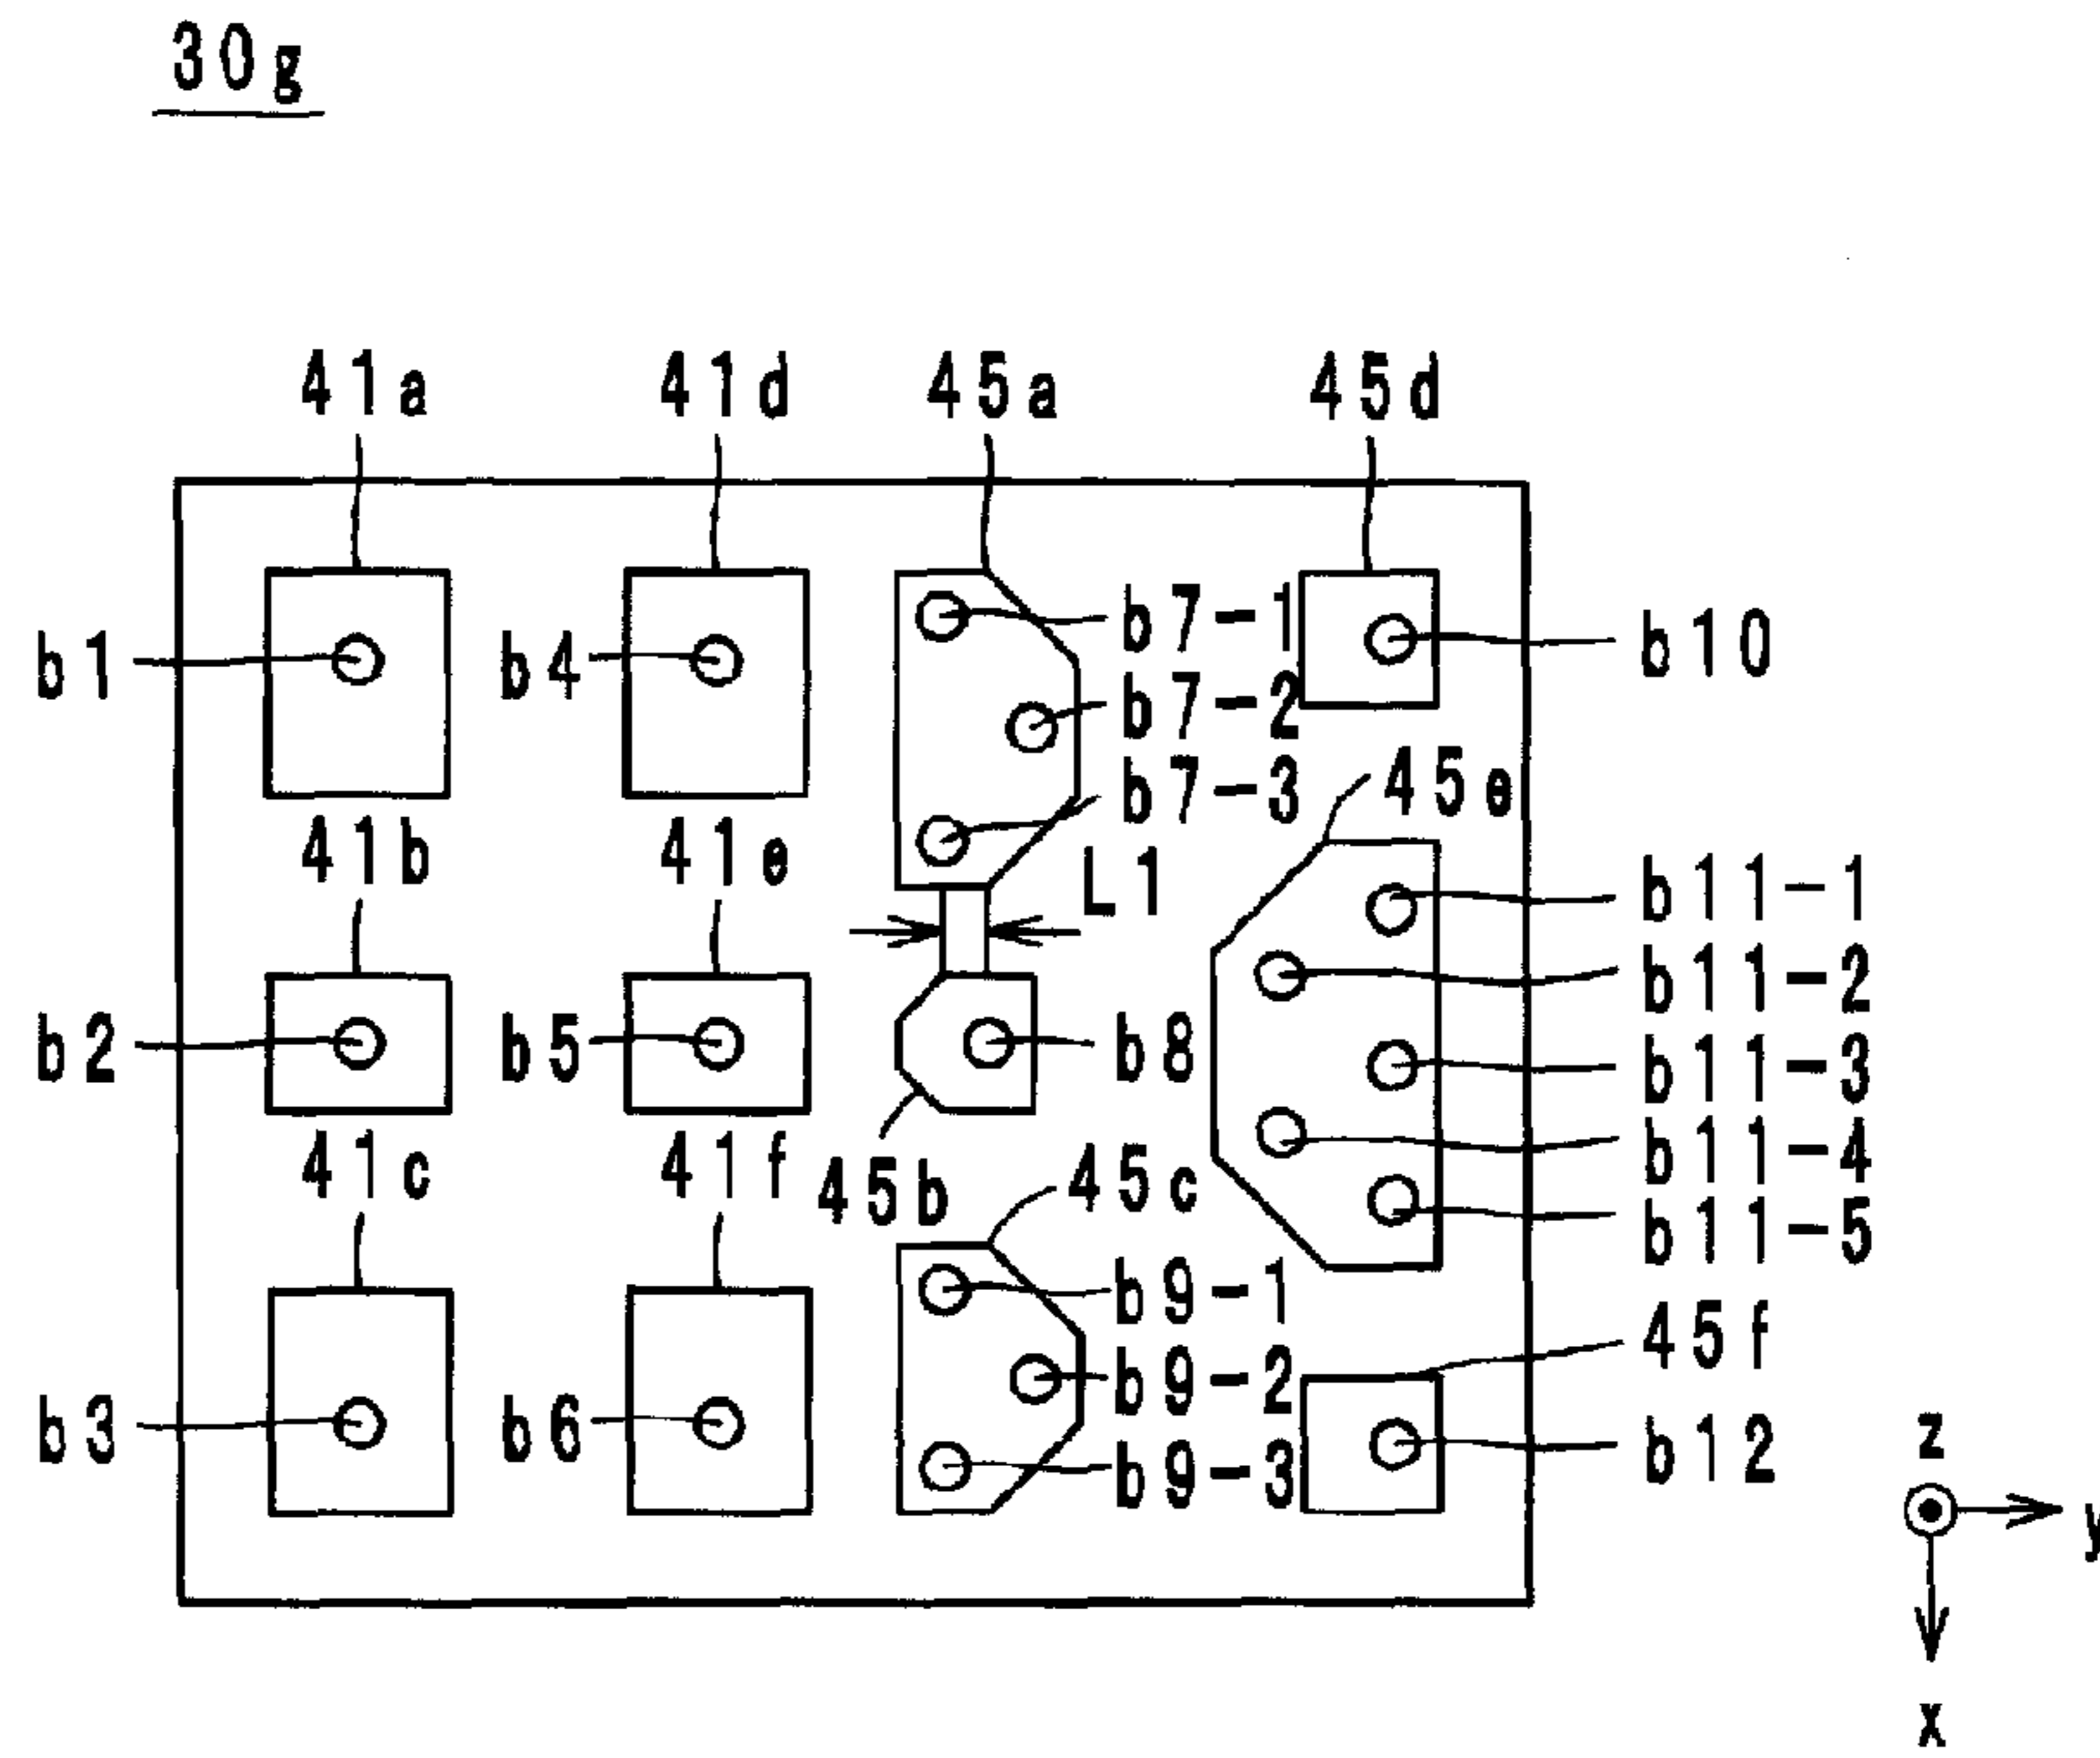 30g
41a 41d 45a 45d
b1 b4 b7-1 b10
b7-2
b7-3 45e
41b 41e L1 b11-1
b11-2
b2 b5 b8 b11-3
41c 41f 45b 45c b11-4
b11-5
b9-1 45f
b9-2
b3 b6 b9-3 b12
z
y
x